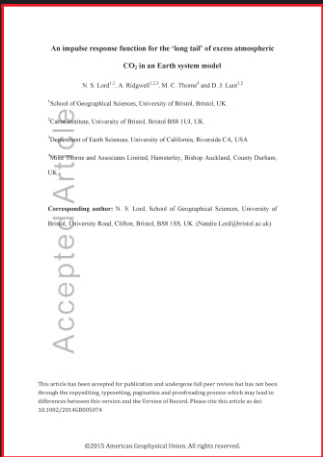 An impulse response function for the 'long tail' of excess atmospheric
CO₂ in an Earth system model
N. S. Lord¹,², A. Ridgwell¹,²,³, M. C. Thorne⁴ and D. J. Lunt¹,²
¹School of Geographical Sciences, University of Bristol, Bristol, UK.
²Cabot Institute, University of Bristol, Bristol BS8 1UJ, UK.
³Department of Earth Sciences, University of California, Riverside CA, USA
⁴Mike Thorne and Associates Limited, Hamsterley, Bishop Auckland, County Durham,
UK.
Corresponding author: N. S. Lord, School of Geographical Sciences, University of
Bristol, University Road, Clifton, Bristol, BS8 1SS, UK. (Natalie.Lord@bristol.ac.uk)
Accepted Article
This article has been accepted for publication and undergone full peer review but has not been
through the copyediting, typesetting, pagination and proofreading process which may lead to
differences between this version and the Version of Record. Please cite this article as doi:
10.1002/2014GB005074
©2015 American Geophysical Union. All rights reserved.